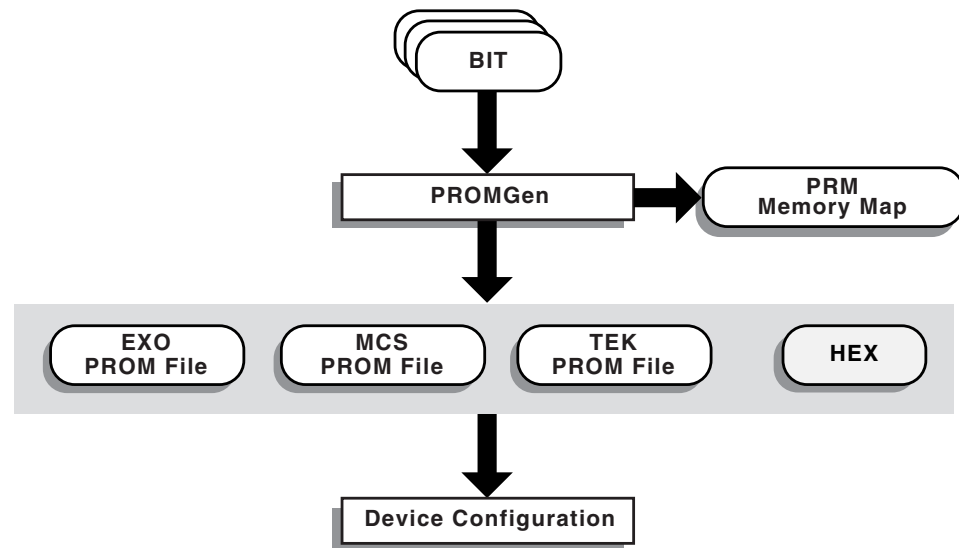 BIT
PROMGen
PRM
Memory Map
EXO
PROM File
MCS
PROM File
TEK
PROM File
HEX
Device Configuration